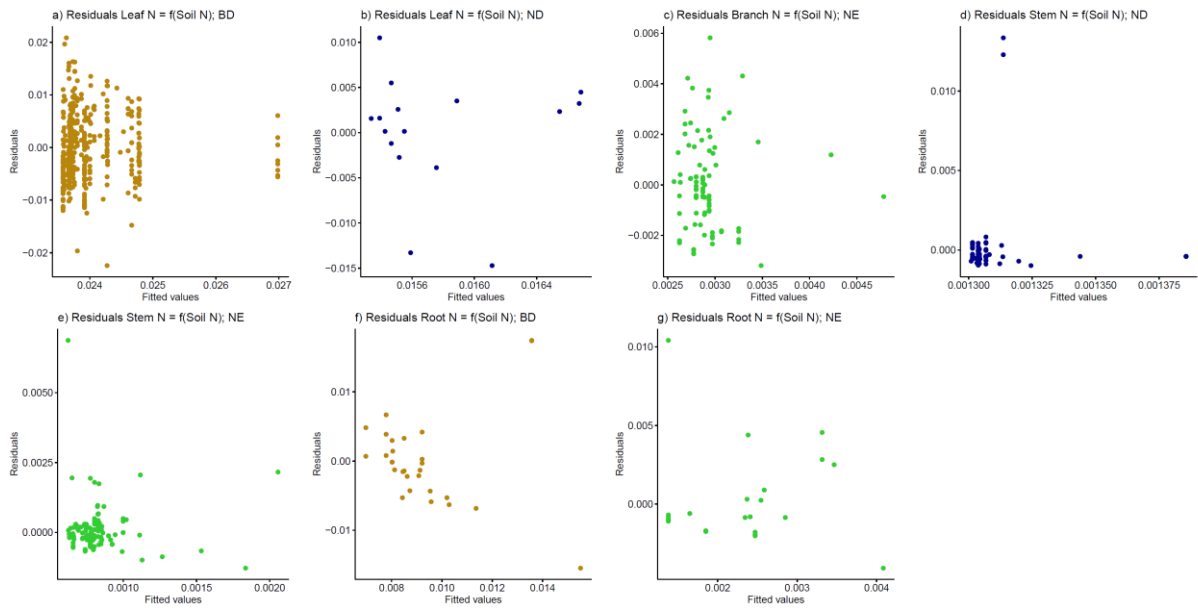 a) Residuals Leaf N = f(Soil N); BD
0.02
0.01
0.00
−0.01
−0.02
Residuals
0.024
0.025
0.026
0.027
Fitted values
b) Residuals Leaf N = f(Soil N); ND
0.010
0.005
0.000
−0.005
−0.010
−0.015
Residuals
0.0156
0.0160
0.0164
Fitted values
c) Residuals Branch N = f(Soil N); NE
0.006
0.004
0.002
0.000
−0.002
Residuals
0.0025
0.0030
0.0035
0.0040
0.0045
Fitted values
d) Residuals Stem N = f(Soil N); ND
0.010
0.005
0.000
Residuals
0.00130
0.001325
0.00135
0.001375
Fitted values
e) Residuals Stem N = f(Soil N); NE
0.0050
0.0025
0.0000
Residuals
0.0010
0.0015
0.0020
Fitted values
f) Residuals Root N = f(Soil N); BD
0.01
0.00
−0.01
Residuals
0.008
0.010
0.012
0.014
Fitted values
g) Residuals Root N = f(Soil N); NE
0.010
0.005
0.000
Residuals
0.002
0.003
0.004
Fitted values